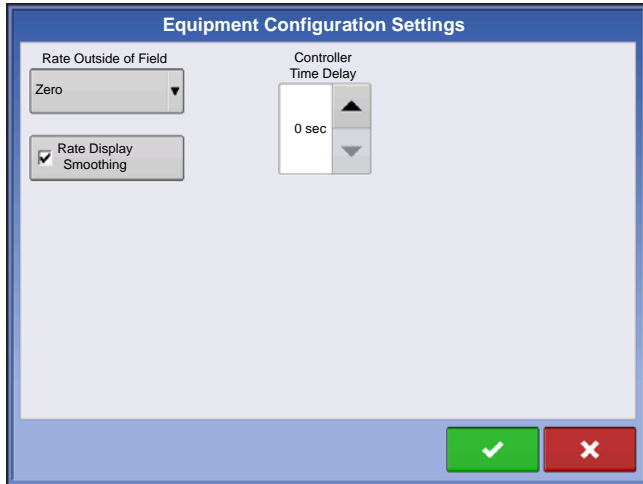 Equipment Configuration Settings
Rate Outside of Field
Zero
Rate Display
Smoothing
Controller
Time Delay
0 sec